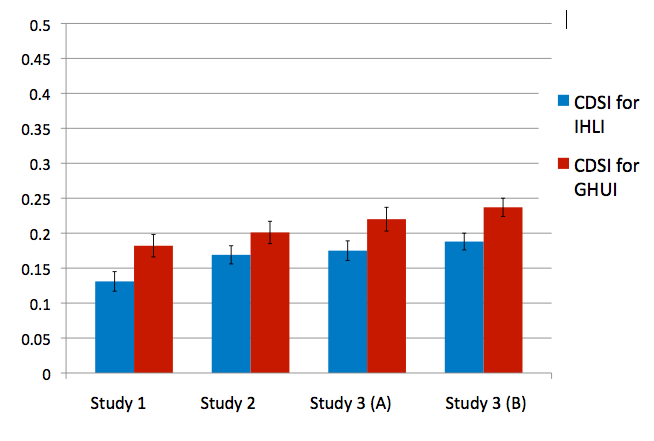 0.5
0.45
0.4
0.35
0.3
0.25
0.2
0.15
0.1
0.05
0
Study 1
Study 2
Study 3 (A)
Study 3 (B)
CDSI for
IHLI
CDSI for
GHUI